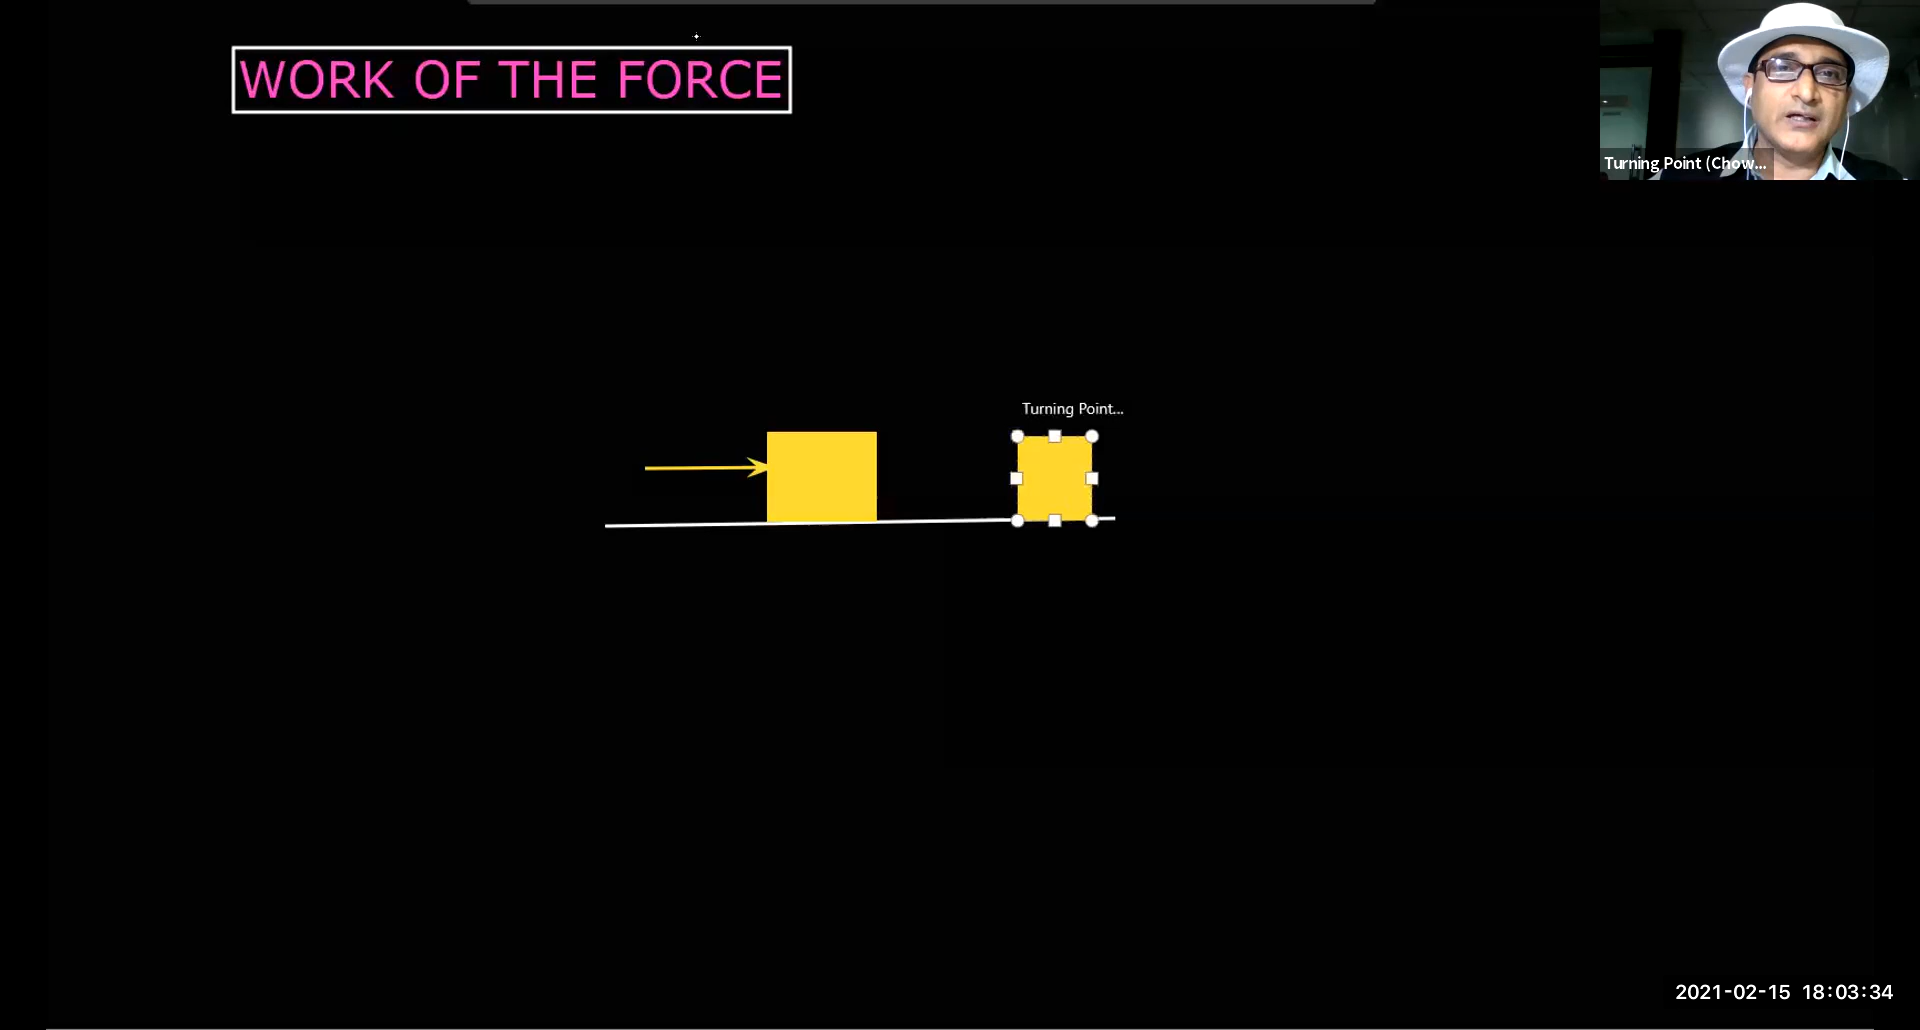 WORK OF THE FORCE
Turning Point (Chow...
Turning Point...
2021-02-15 18:03:34